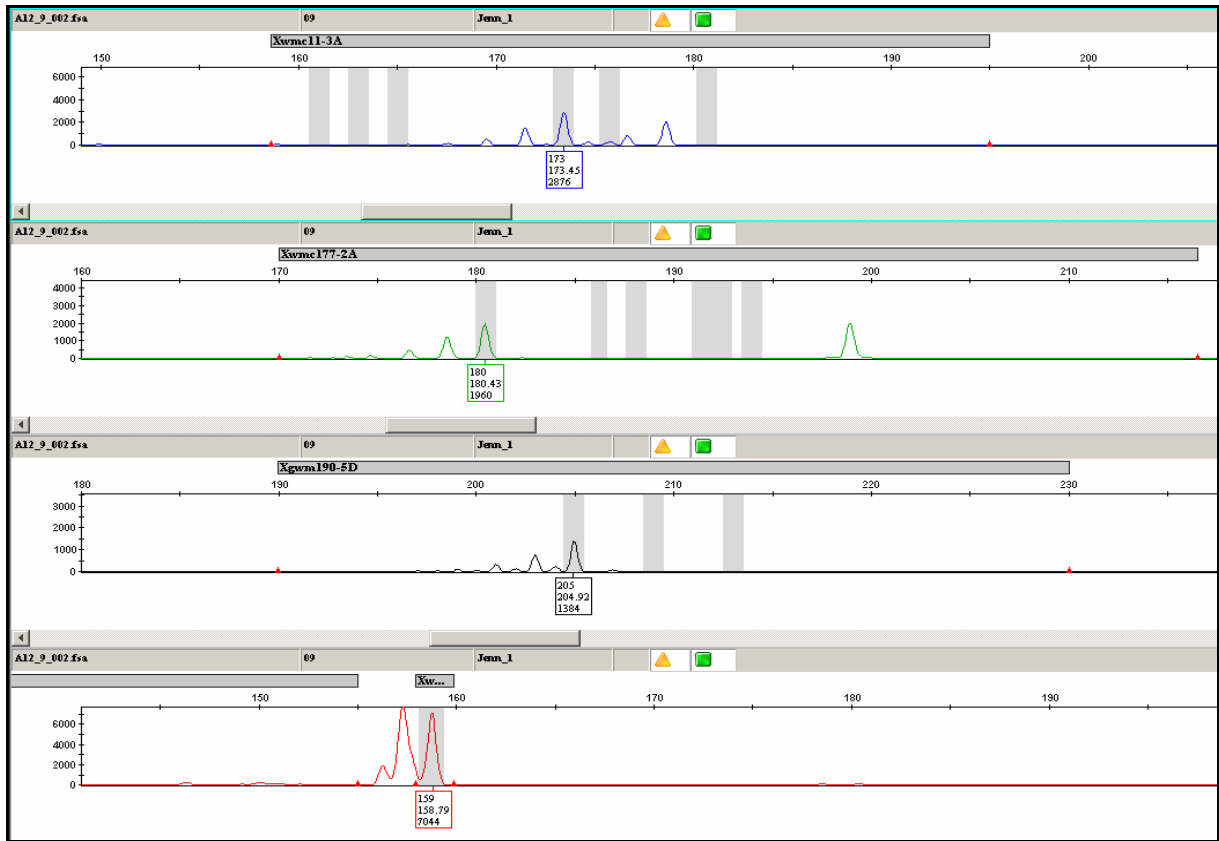 A12_9_002.fsa 09 Jenn_1
Xwmc11-3A
150 160 170 180 190 200
6000
4000
2000
0
173
173.45
2876
A12_9_002.fsa 09 Jenn_1
Xwmc177-2A
160 170 180 190 200 210
4000
3000
2000
1000
0
180
180.43
1960
A12_9_002.fsa 09 Jenn_1
Xgwm190-5D
180 190 200 210 220 230
3000
2000
1000
0
205
204.92
1384
A12_9_002.fsa 09 Jenn_1
Xw...
150 160 170 180 190
6000
4000
2000
0
159
158.79
7044